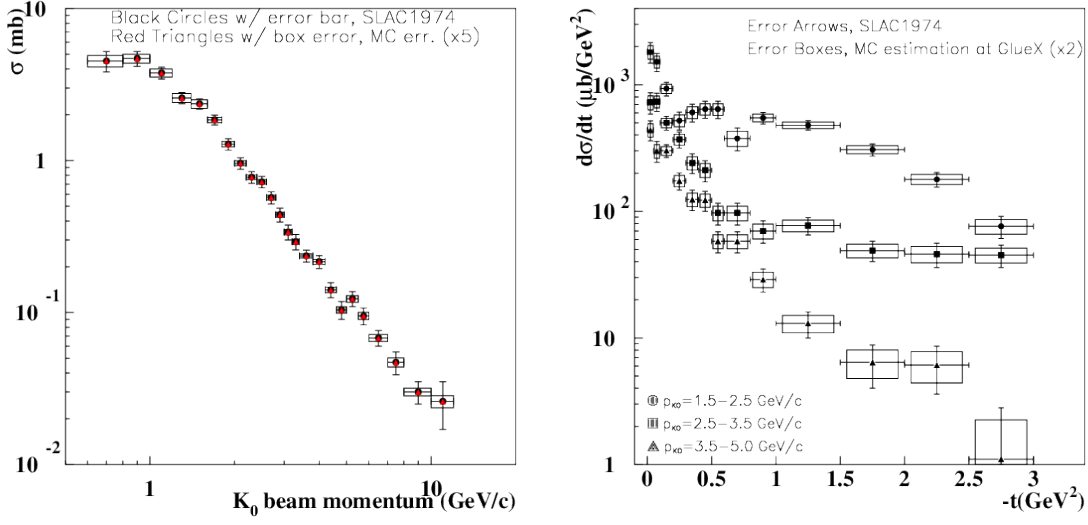 σ (mb)
10
1
10⁻¹
10⁻²
Black Circles w/ error bar, SLAC1974
Red Triangles w/ box error, MC err. (x5)
1
10
K₀ beam momentum (GeV/c)
dσ/dt (μb/GeV²)
10³
10²
10
1
Error Arrows, SLAC1974
Error Boxes, MC estimation at GlueX (x2)
p_K0=1.5−2.5 GeV/c
p_K0=2.5−3.5 GeV/c
p_K0=3.5−5.0 GeV/c
0 0.5 1 1.5 2 2.5 3
-t(GeV²)